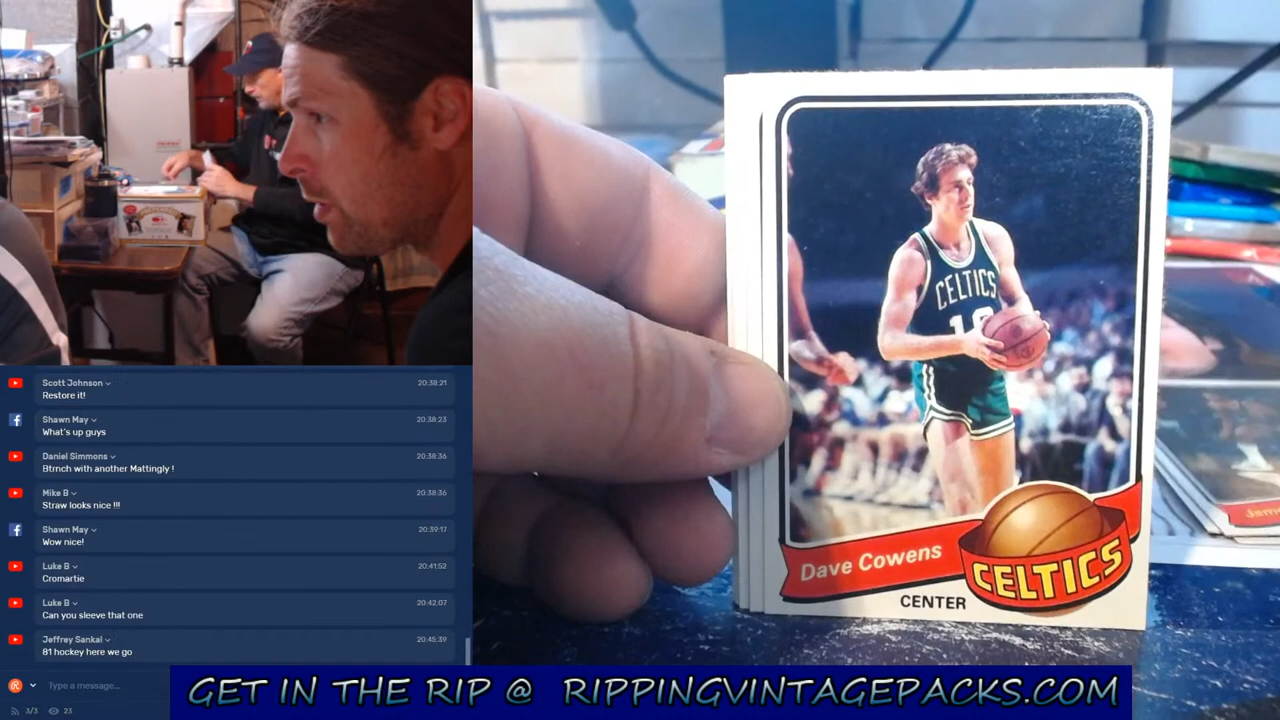 Scott Johnson
20:38:21
Restore it!
Shawn May
20:38:23
What's up guys
Daniel Simmons
20:38:36
Btrnch with another Mattingly !
Mike B
20:38:36
Straw looks nice !!!
Shawn May
20:39:17
Wow nice!
Luke B
20:41:52
Cromartie
Luke B
20:42:07
Can you sleeve that one
Jeffrey Sankal
20:45:39
81 hockey here we go
Type a message...
3/3
23
CELTICS
Dave Cowens
CELTICS
CENTER
GET IN THE RIP @ RIPPINGVINTAGEPACKS.COM